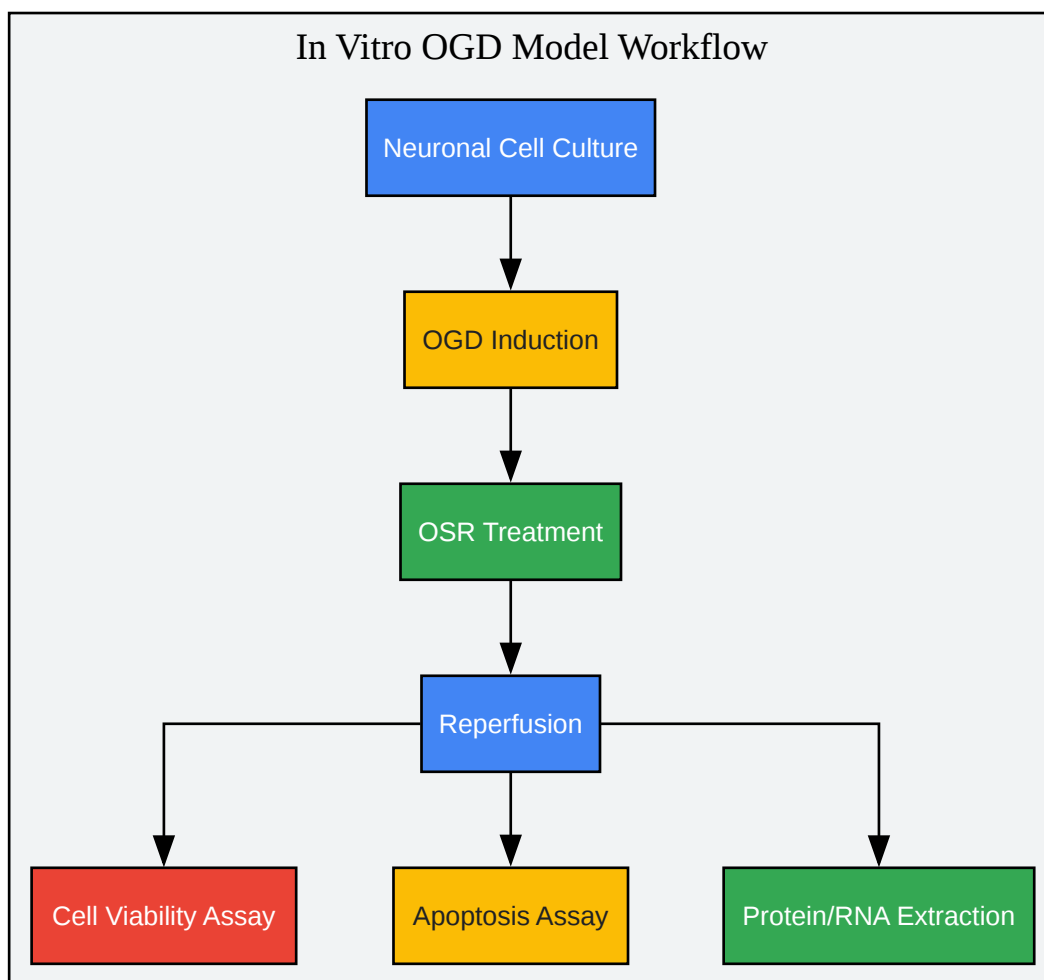 In Vitro OGD Model Workflow
Neuronal Cell Culture
OGD Induction
OSR Treatment
Reperfusion
Cell Viability Assay
Apoptosis Assay
Protein/RNA Extraction